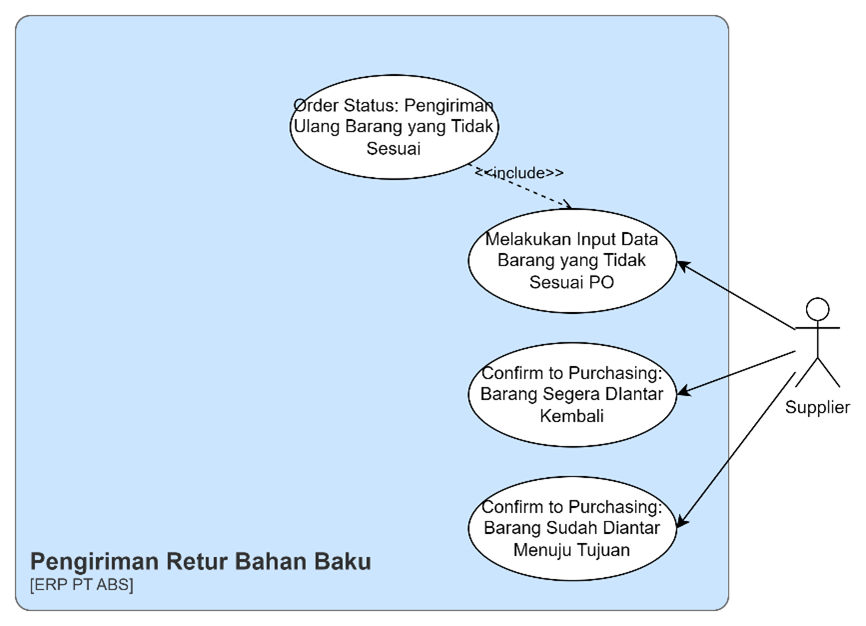 Order Status: Pengiriman
Ulang Barang yang Tidak
Sesuai
<<include>>
Melakukan Input Data
Barang yang Tidak
Sesuai PO
Confirm to Purchasing:
Barang Segera DIantar
Kembali
Supplier
Confirm to Purchasing:
Barang Sudah Diantar
Menuju Tujuan
Pengiriman Retur Bahan Baku
[ERP PT ABS]